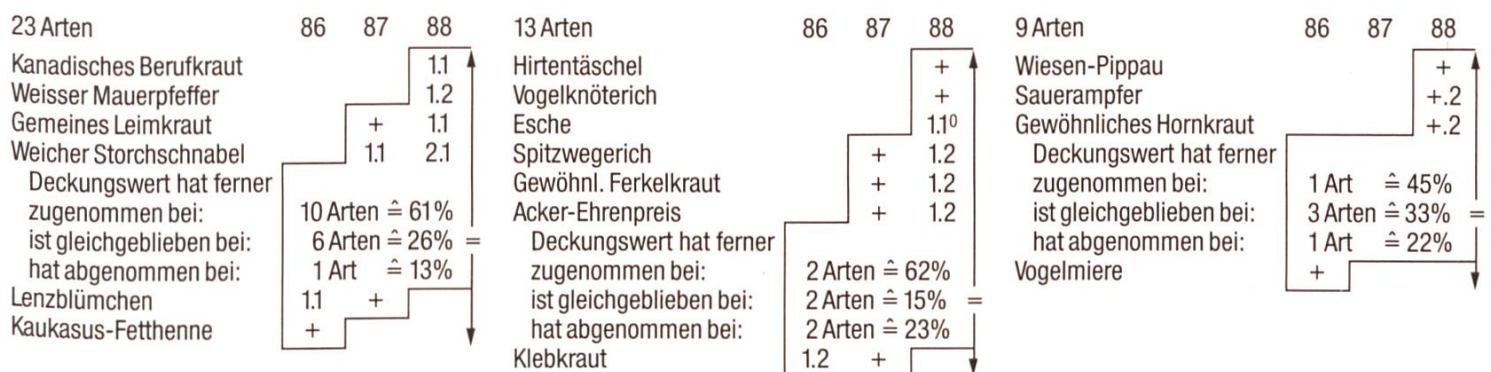 23 Arten 86 87 88
Kanadisches Berufkraut 1.1
Weisser Mauerpfeffer 1.2
Gemeines Leimkraut + 1.1
Weicher Storchschnabel 1.1 2.1
Deckungswert hat ferner
zugenommen bei: 10 Arten ≙ 61%
ist gleichgeblieben bei: 6 Arten ≙ 26% =
hat abgenommen bei: 1 Art ≙ 13%
Lenzblümchen 1.1 +
Kaukasus-Fetthenne +
13 Arten 86 87 88
Hirtentäschel +
Vogelknöterich +
Esche 1.1⁰
Spitzwegerich + 1.2
Gewöhnl. Ferkelkraut + 1.2
Acker-Ehrenpreis + 1.2
Deckungswert hat ferner
zugenommen bei: 2 Arten ≙ 62%
ist gleichgeblieben bei: 2 Arten ≙ 15% =
hat abgenommen bei: 2 Arten ≙ 23%
Klebkraut 1.2 +
9 Arten 86 87 88
Wiesen-Pippau +
Sauerampfer +.2
Gewöhnliches Hornkraut +.2
Deckungswert hat ferner
zugenommen bei: 1 Art ≙ 45%
ist gleichgeblieben bei: 3 Arten ≙ 33% =
hat abgenommen bei: 1 Art ≙ 22%
Vogelmiere +